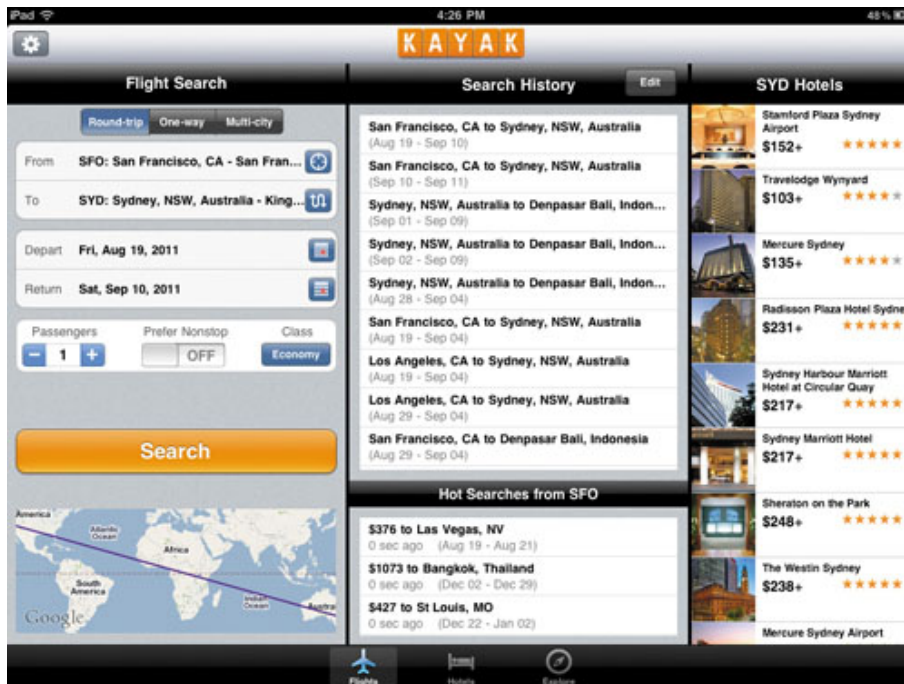 iPad
4:26 PM
48%
KAYAK
Flight Search
Round-trip One-way Multi-city
From SFO: San Francisco, CA - San Fran...
To SYD: Sydney, NSW, Australia - King...
Depart Fri, Aug 19, 2011
Return Sat, Sep 10, 2011
Passengers Prefer Nonstop Class
− 1 + OFF Economy
Search
America
Atlantic
Ocean
Africa
South
America
Indian
Ocean
Austra
Google
Search History Edit
San Francisco, CA to Sydney, NSW, Australia
(Aug 19 - Sep 10)
San Francisco, CA to Sydney, NSW, Australia
(Sep 10 - Sep 11)
Sydney, NSW, Australia to Denpasar Bali, Indon...
(Sep 01 - Sep 09)
Sydney, NSW, Australia to Denpasar Bali, Indon...
(Sep 02 - Sep 09)
Sydney, NSW, Australia to Denpasar Bali, Indon...
(Aug 28 - Sep 04)
San Francisco, CA to Sydney, NSW, Australia
(Aug 19 - Sep 04)
Los Angeles, CA to Sydney, NSW, Australia
(Aug 19 - Sep 04)
Los Angeles, CA to Sydney, NSW, Australia
(Aug 29 - Sep 04)
San Francisco, CA to Denpasar Bali, Indonesia
(Aug 29 - Sep 04)
Hot Searches from SFO
$376 to Las Vegas, NV
0 sec ago (Aug 19 - Aug 21)
$1073 to Bangkok, Thailand
0 sec ago (Dec 02 - Dec 29)
$427 to St Louis, MO
0 sec ago (Dec 22 - Jan 02)
SYD Hotels
Stamford Plaza Sydney
Airport
$152+
Travelodge Wynyard
$103+
Mercure Sydney
$135+
Radisson Plaza Hotel Sydne
$231+
Sydney Harbour Marriott
Hotel at Circular Quay
$217+
Sydney Marriott Hotel
$217+
Sheraton on the Park
$248+
The Westin Sydney
$238+
Mercure Sydney Airport
Flights Hotels Explore